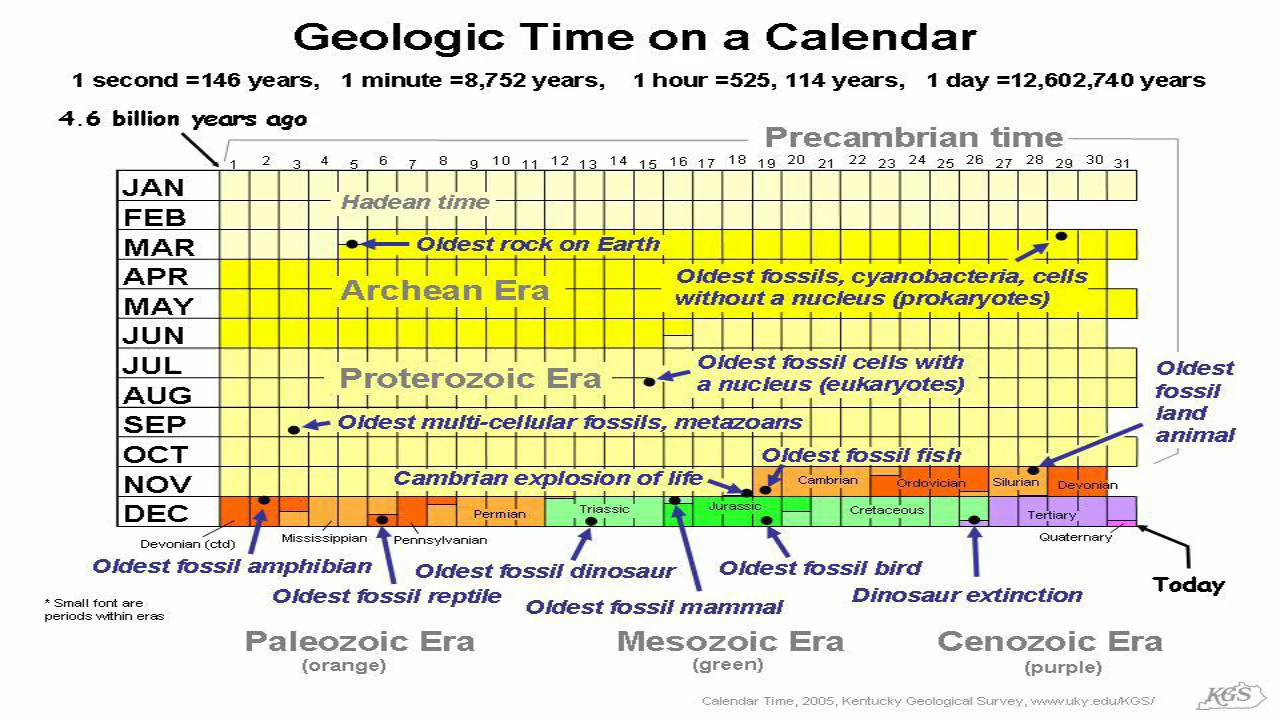 Geologic Time on a Calendar
1 second =146 years, 1 minute =8,752 years, 1 hour =525, 114 years, 1 day =12,602,740 years
4.6 billion years ago
Precambrian time
1 2 3 4 5 6 7 8 9 10 11 12 13 14 15 16 17 18 19 20 21 22 23 24 25 26 27 28 29 30 31
JAN
Hadean time
FEB
MAR
Oldest rock on Earth
APR
Archean Era
Oldest fossils, cyanobacteria, cells
without a nucleus (prokaryotes)
MAY
JUN
JUL
Proterozoic Era
Oldest fossil cells with
a nucleus (eukaryotes)
AUG
Oldest
fossil
land
animal
SEP
Oldest multi-cellular fossils, metazoans
OCT
Oldest fossil fish
NOV
Cambrian explosion of life
Cambrian
Ordovician
Silurian
Devonian
DEC
Permian
Triassic
Jurassic
Cretaceous
Tertiary
Devonian (ctd)
Mississippian
Pennsylvanian
Quaternary
Oldest fossil amphibian
Oldest fossil dinosaur
Oldest fossil bird
Today
Oldest fossil reptile
Oldest fossil mammal
Dinosaur extinction
* Small font are
periods within eras
Paleozoic Era
(orange)
Mesozoic Era
(green)
Cenozoic Era
(purple)
Calendar Time, 2005, Kentucky Geological Survey, www.uky.edu/KGS/
KGS